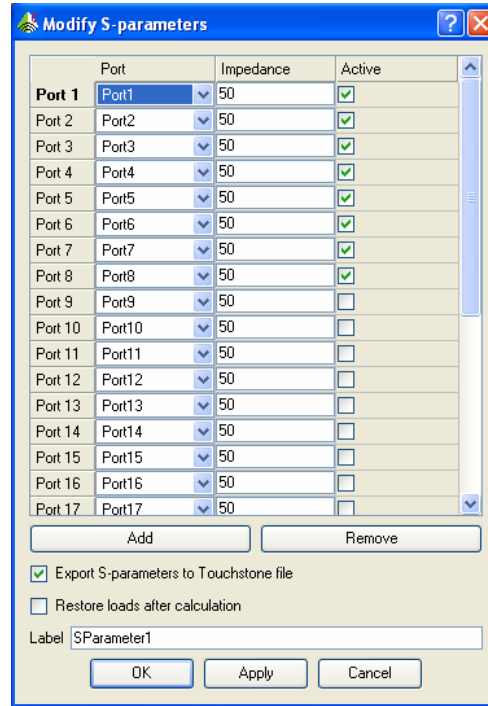 Modify S-parameters
Port Impedance Active
Port 1 Port1 50
Port 2 Port2 50
Port 3 Port3 50
Port 4 Port4 50
Port 5 Port5 50
Port 6 Port6 50
Port 7 Port7 50
Port 8 Port8 50
Port 9 Port9 50
Port 10 Port10 50
Port 11 Port11 50
Port 12 Port12 50
Port 13 Port13 50
Port 14 Port14 50
Port 15 Port15 50
Port 16 Port16 50
Port 17 Port17 50
Add Remove
Export S-parameters to Touchstone file
Restore loads after calculation
Label SParameter1
OK Apply Cancel